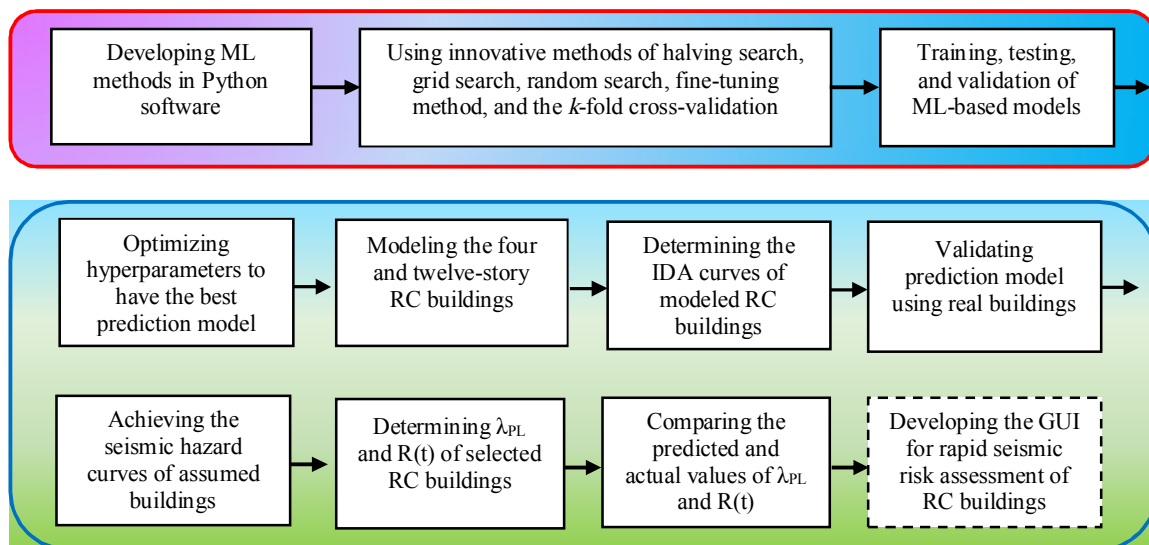 Developing ML
methods in Python
software
Using innovative methods of halving search,
grid search, random search, fine-tuning
method, and the k-fold cross-validation
Training, testing,
and validation of
ML-based models
Optimizing
hyperparameters to
have the best
prediction model
Modeling the four
and twelve-story
RC buildings
Determining the
IDA curves of
modeled RC
buildings
Validating
prediction model
using real buildings
Achieving the
seismic hazard
curves of assumed
buildings
Determining λPL
and R(t) of selected
RC buildings
Comparing the
predicted and
actual values of λPL
and R(t)
Developing the GUI
for rapid seismic
risk assessment of
RC buildings